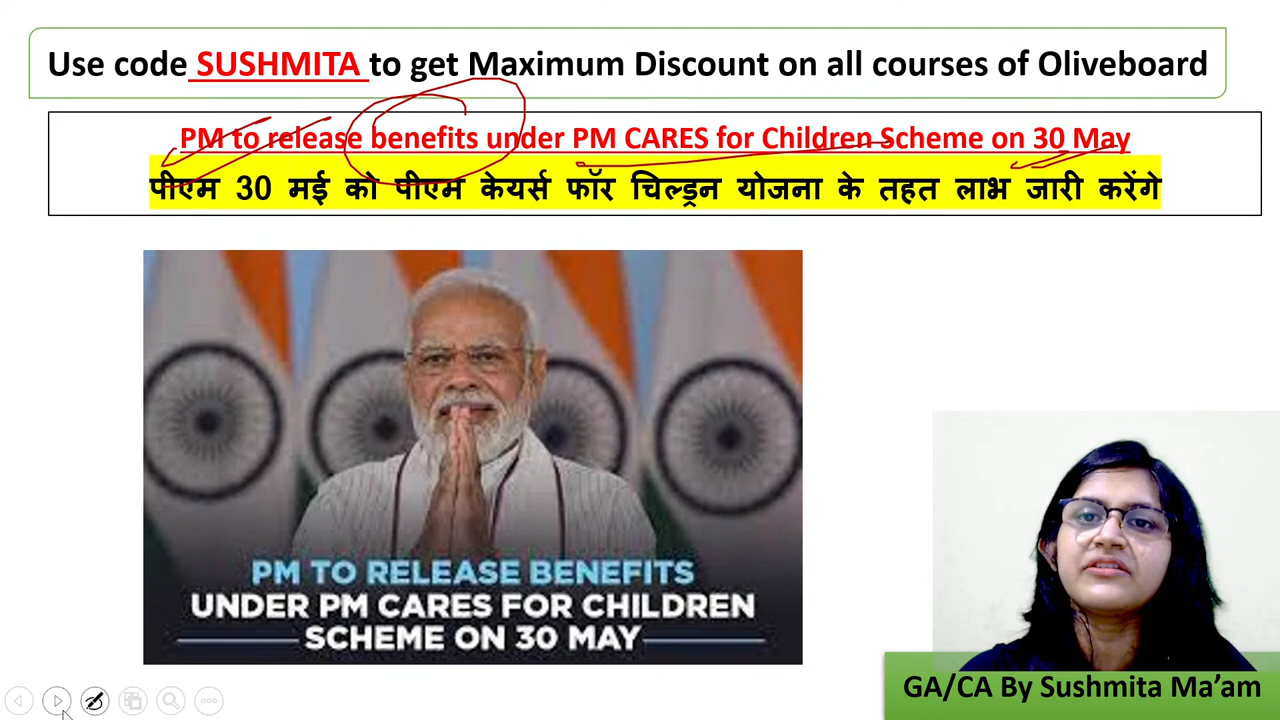 Use code SUSHMITA to get Maximum Discount on all courses of Oliveboard
PM to release benefits under PM CARES for Children Scheme on 30 May
पीएम 30 मई को पीएम केयर्स फॉर चिल्ड्रन योजना के तहत लाभ जारी करेंगे
PM TO RELEASE BENEFITS
UNDER PM CARES FOR CHILDREN
SCHEME ON 30 MAY
GA/CA By Sushmita Ma’am